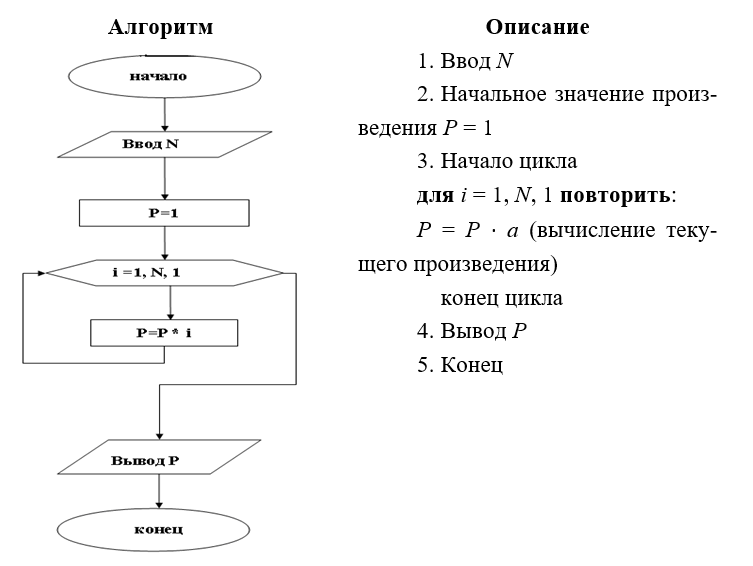 Алгоритм
начало
Ввод N
P=1
i =1, N, 1
P=P * i
Вывод P
конец
Описание
1. Ввод N
2. Начальное значение произ-
ведения P = 1
3. Начало цикла
для i = 1, N, 1 повторить:
P = P · a (вычисление теку-
щего произведения)
конец цикла
4. Вывод P
5. Конец